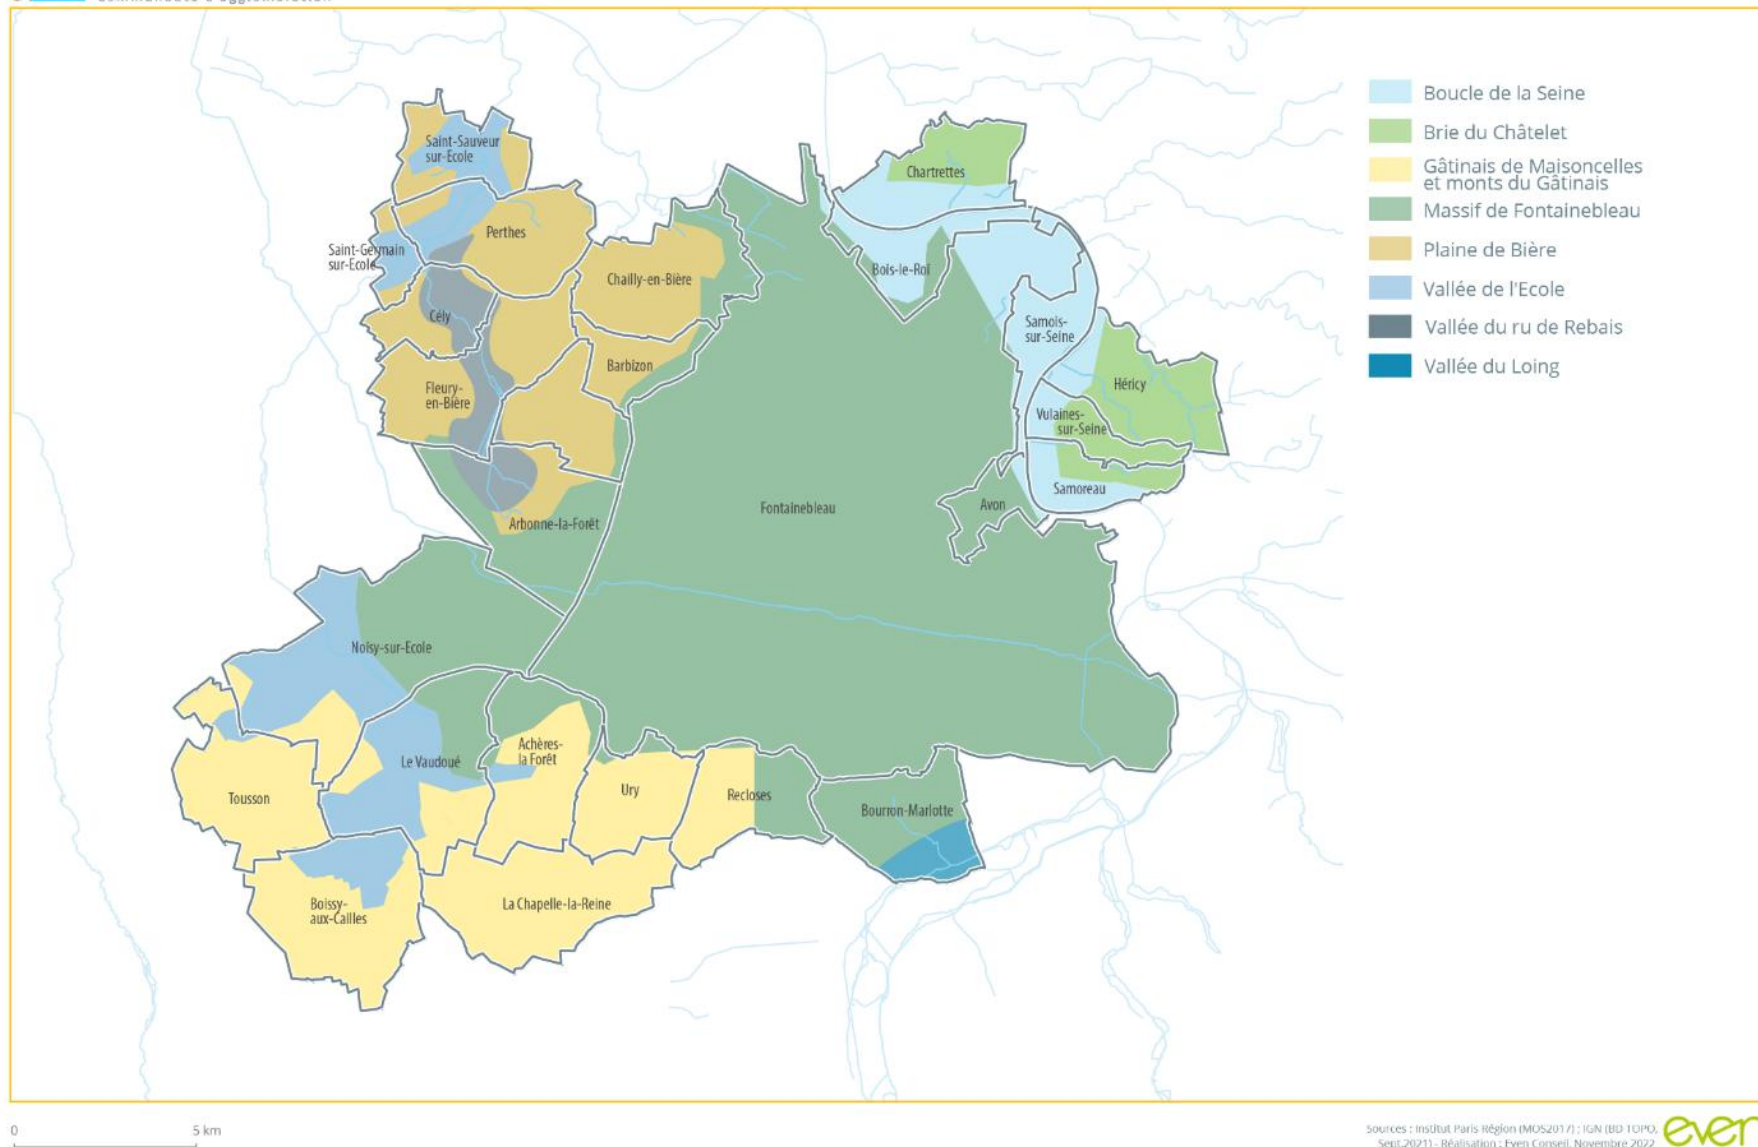 Communauté d'agglomération
Boucle de la Seine
Brie du Châtelet
Gâtinais de Maisoncelles
et monts du Gâtinais
Massif de Fontainebleau
Plaine de Bière
Vallée de l'Ecole
Vallée du ru de Rebais
Vallée du Loing
Saint-Sauveur
sur-Ecole
Chartrettes
Perthes
Saint-Germain
sur-Ecole
Bois-le-Roi
Chailly-en-Bière
Cély
Samois-
sur-Seine
Barbizon
Héricy
Fleury-
en-Bière
Vulaines-
sur-Seine
Samoreau
Fontainebleau
Avon
Arbonne-la-Forêt
Noisy-sur-Ecole
Achères-
la Forêt
Le Vaudoué
Tousson
Ury
Recloses
Bourron-Marlotte
Boissy-
aux-Cailles
La Chapelle-la-Reine
0 5 km
Sources : Institut Paris Région (MOS2017) ; IGN (BD TOPO,
Sept.2021) - Réalisation : Even Conseil, Novembre 2022
even